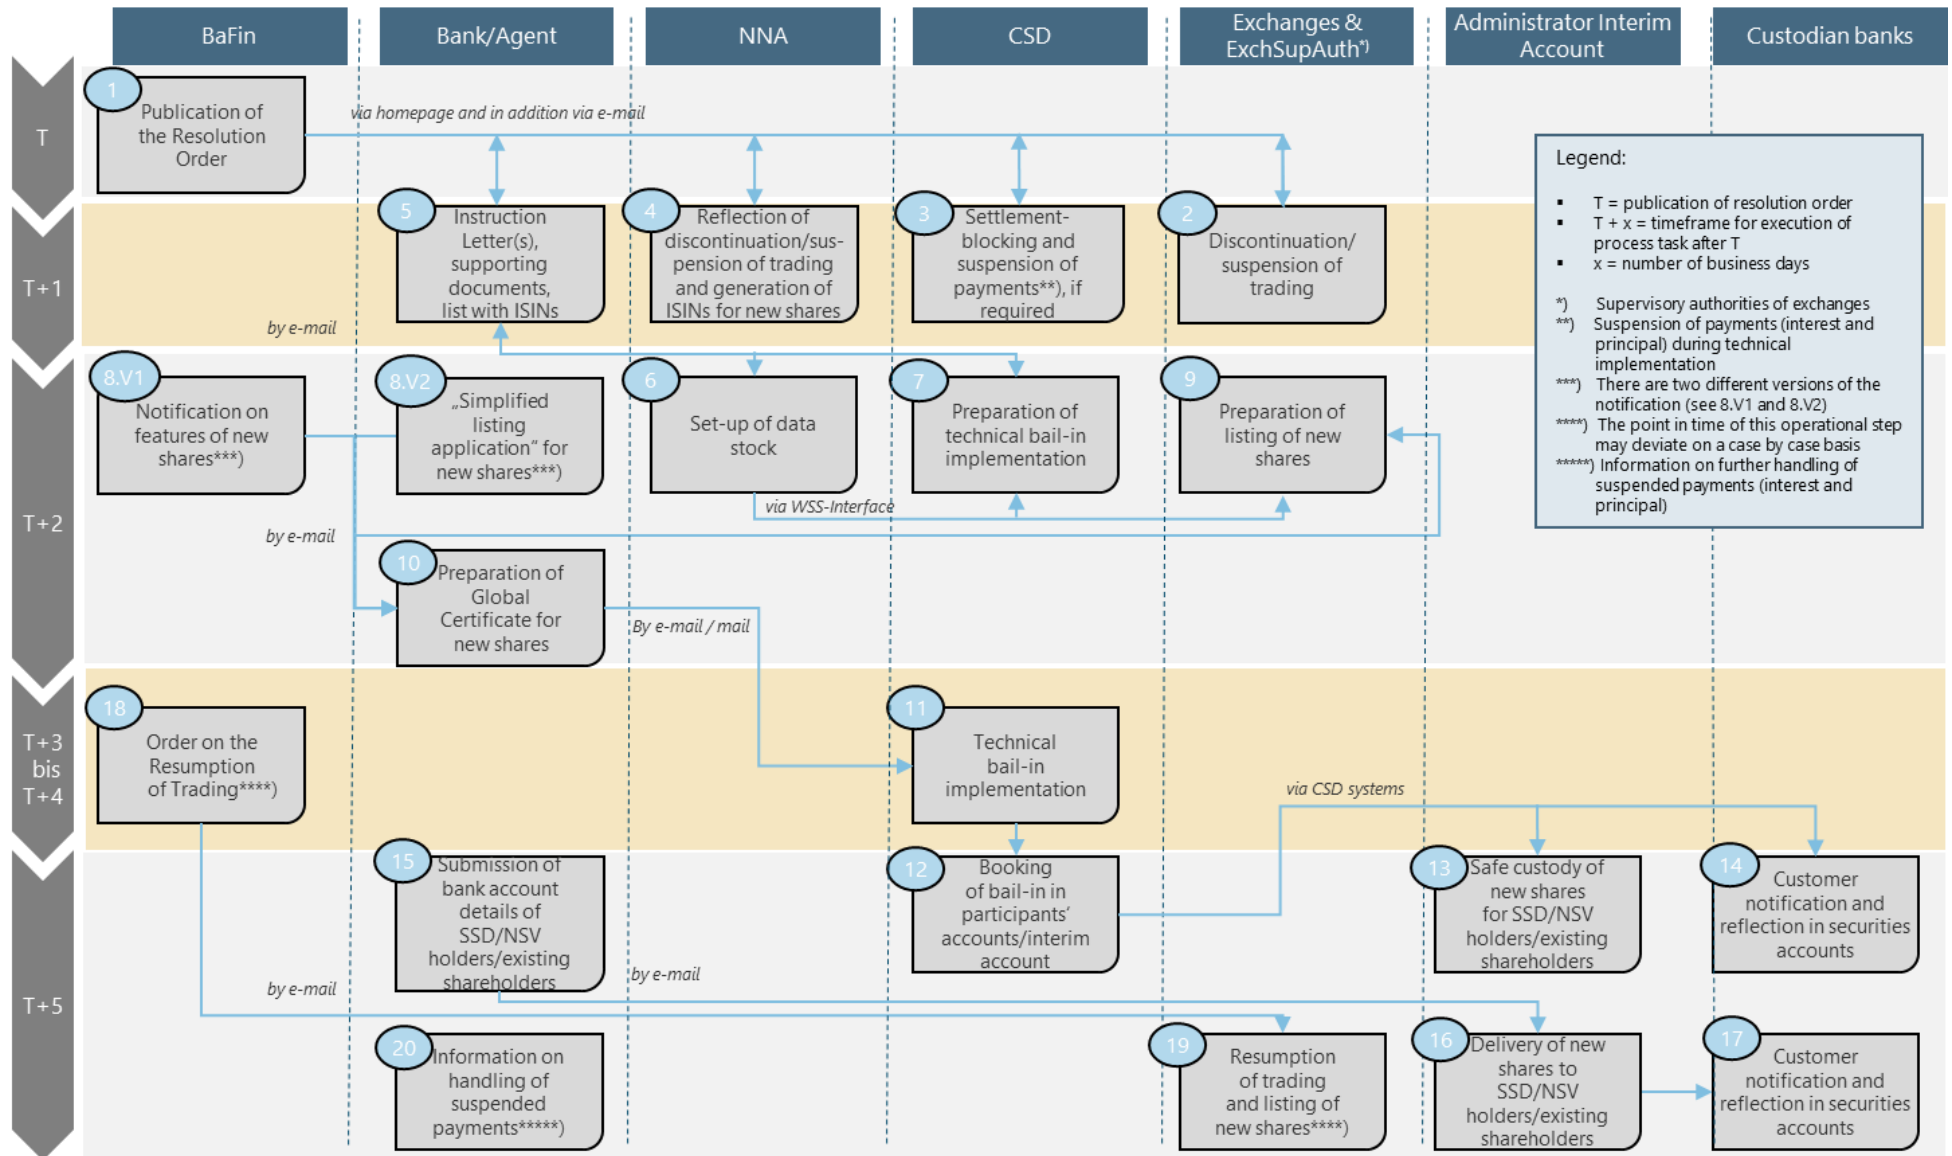 BaFin
Bank/Agent
NNA
CSD
Exchanges &
ExchSupAuth*)
Administrator Interim
Account
Custodian banks
T
1
Publication of
the Resolution
Order
via homepage and in addition via e-mail
Legend:
▪ T = publication of resolution order
▪ T + x = timeframe for execution of
process task after T
▪ x = number of business days
*) Supervisory authorities of exchanges
**) Suspension of payments (interest and
principal) during technical
implementation
***) There are two different versions of the
notification (see 8.V1 and 8.V2)
****) The point in time of this operational step
may deviate on a case by case basis
*****) Information on further handling of
suspended payments (interest and
principal)
T+1
5
Instruction
Letter(s),
supporting
documents,
list with ISINs
4
Reflection of
discontinuation/sus-
pension of trading
and generation of
ISINs for new shares
3
Settlement-
blocking and
suspension of
payments**), if
required
2
Discontinuation/
suspension of
trading
by e-mail
T+2
8.V1
Notification on
features of new
shares***)
8.V2
„Simplified
listing
application“ for
new shares***)
6
Set-up of data
stock
7
Preparation of
technical bail-in
implementation
9
Preparation of
listing of new
shares
via WSS-Interface
by e-mail
10
Preparation of
Global
Certificate for
new shares
By e-mail / mail
T+3
bis
T+4
18
Order on the
Resumption
of Trading****)
11
Technical
bail-in
implementation
via CSD systems
T+5
15
Submission of
bank account
details of
SSD/NSV
holders/existing
shareholders
12
Booking
of bail-in in
participants’
accounts/interim
account
13
Safe custody of
new shares
for SSD/NSV
holders/existing
shareholders
14
Customer
notification and
reflection in securities
accounts
by e-mail
by e-mail
20
Information on
handling of
suspended
payments*****)
19
Resumption
of trading
and listing of
new shares****)
16
Delivery of new
shares to
SSD/NSV
holders/existing
shareholders
17
Customer
notification and
reflection in securities
accounts